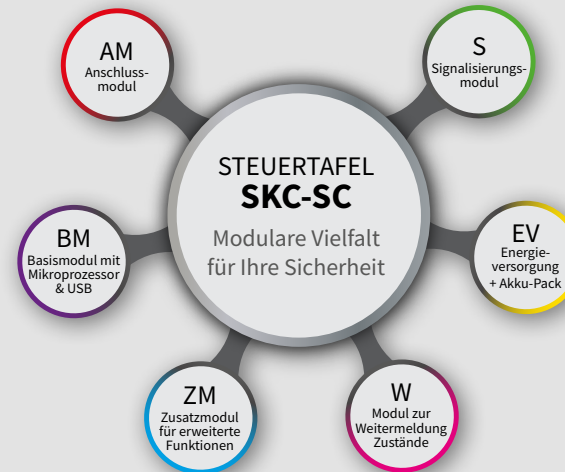 AM
Anschluss-
modul
S
Signalisierungs-
modul
STEUERTAFEL
SKC-SC
Modulare Vielfalt
für Ihre Sicherheit
BM
Basismodul mit
Mikroprozessor
& USB
EV
Energie-
versorgung
+ Akku-Pack
ZM
Zusatzmodul
für erweiterte
Funktionen
W
Modul zur
Weitermeldung
Zustände